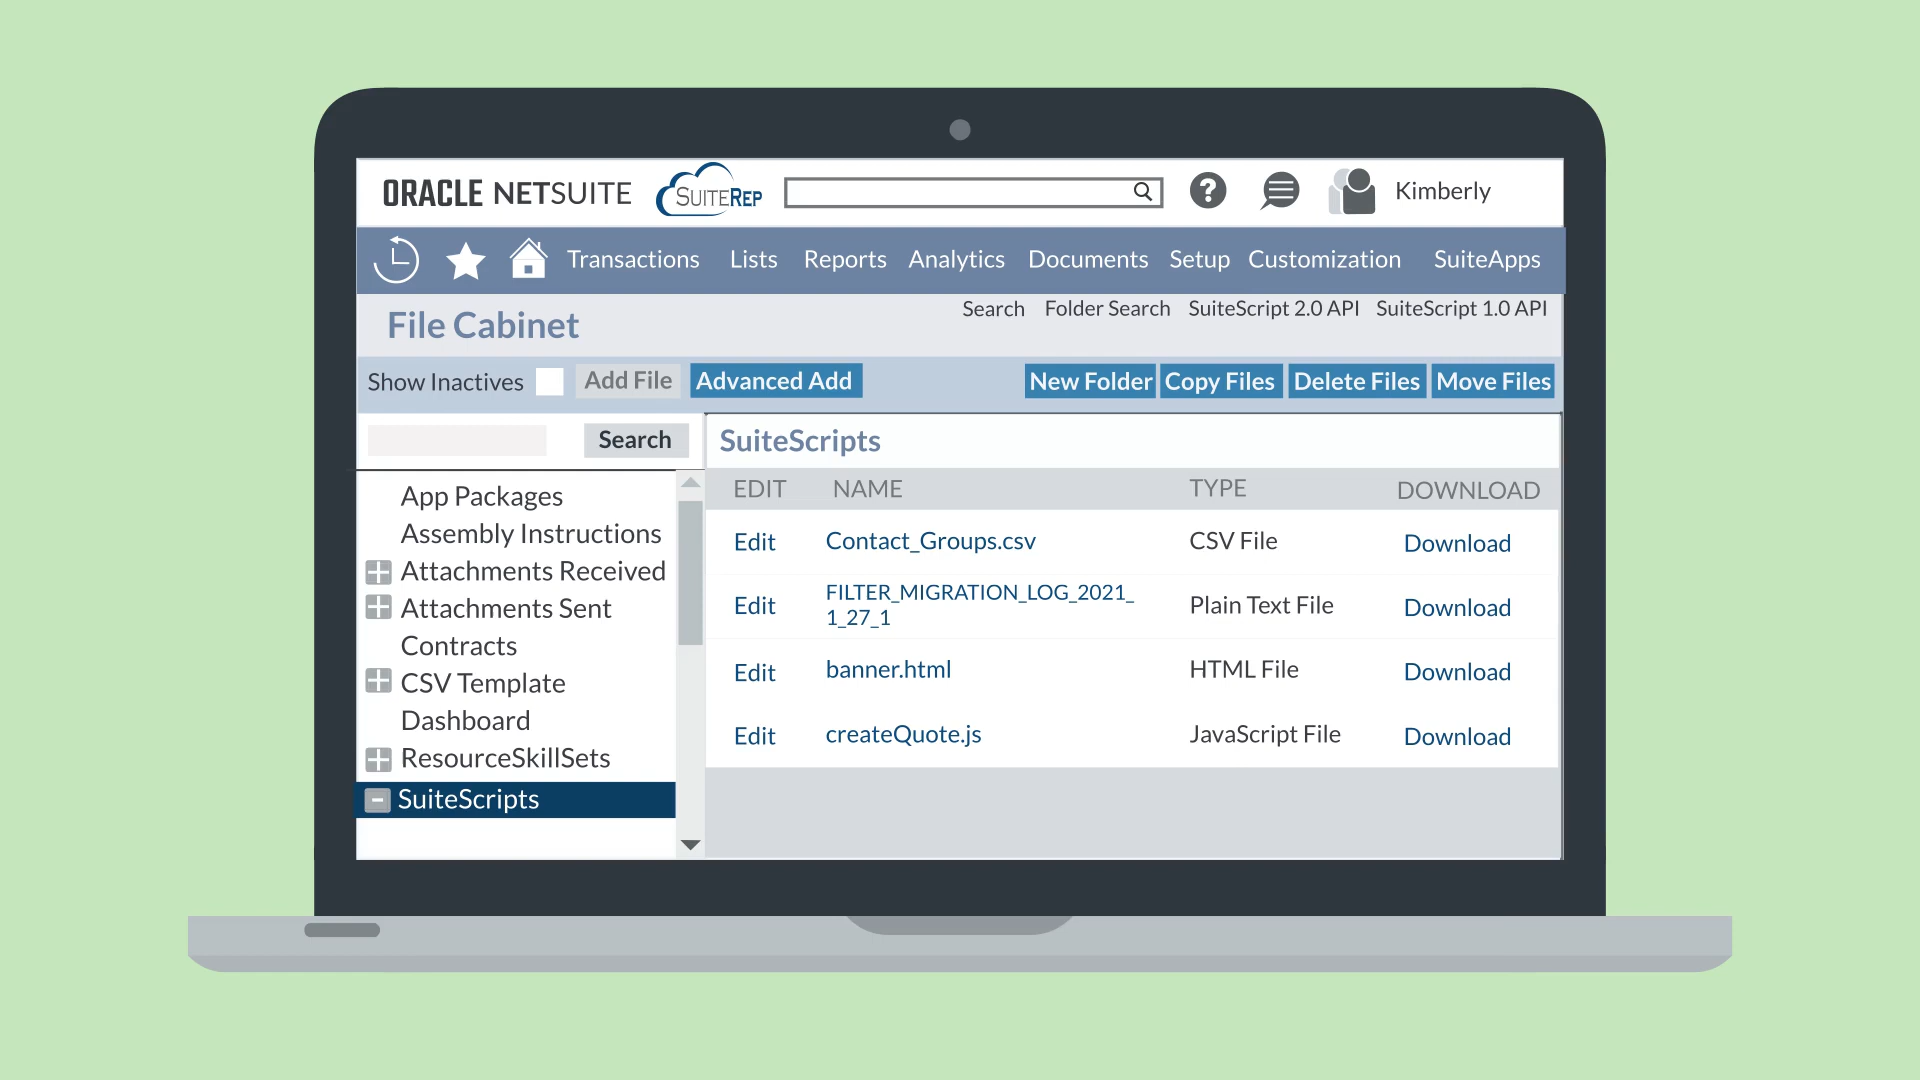 ORACLE NETSUITE SUITEREP Kimberly
Transactions Lists Reports Analytics Documents Setup Customization SuiteApps
File Cabinet Search Folder Search SuiteScript 2.0 API SuiteScript 1.0 API
Show Inactives Add File Advanced Add New Folder Copy Files Delete Files Move Files
Search
App Packages
Assembly Instructions
Attachments Received
Attachments Sent
Contracts
CSV Template
Dashboard
ResourceSkillSets
SuiteScripts
SuiteScripts
EDIT NAME TYPE DOWNLOAD
Edit Contact_Groups.csv CSV File Download
Edit FILTER_MIGRATION_LOG_2021_
1_27_1 Plain Text File Download
Edit banner.html HTML File Download
Edit createQuote.js JavaScript File Download